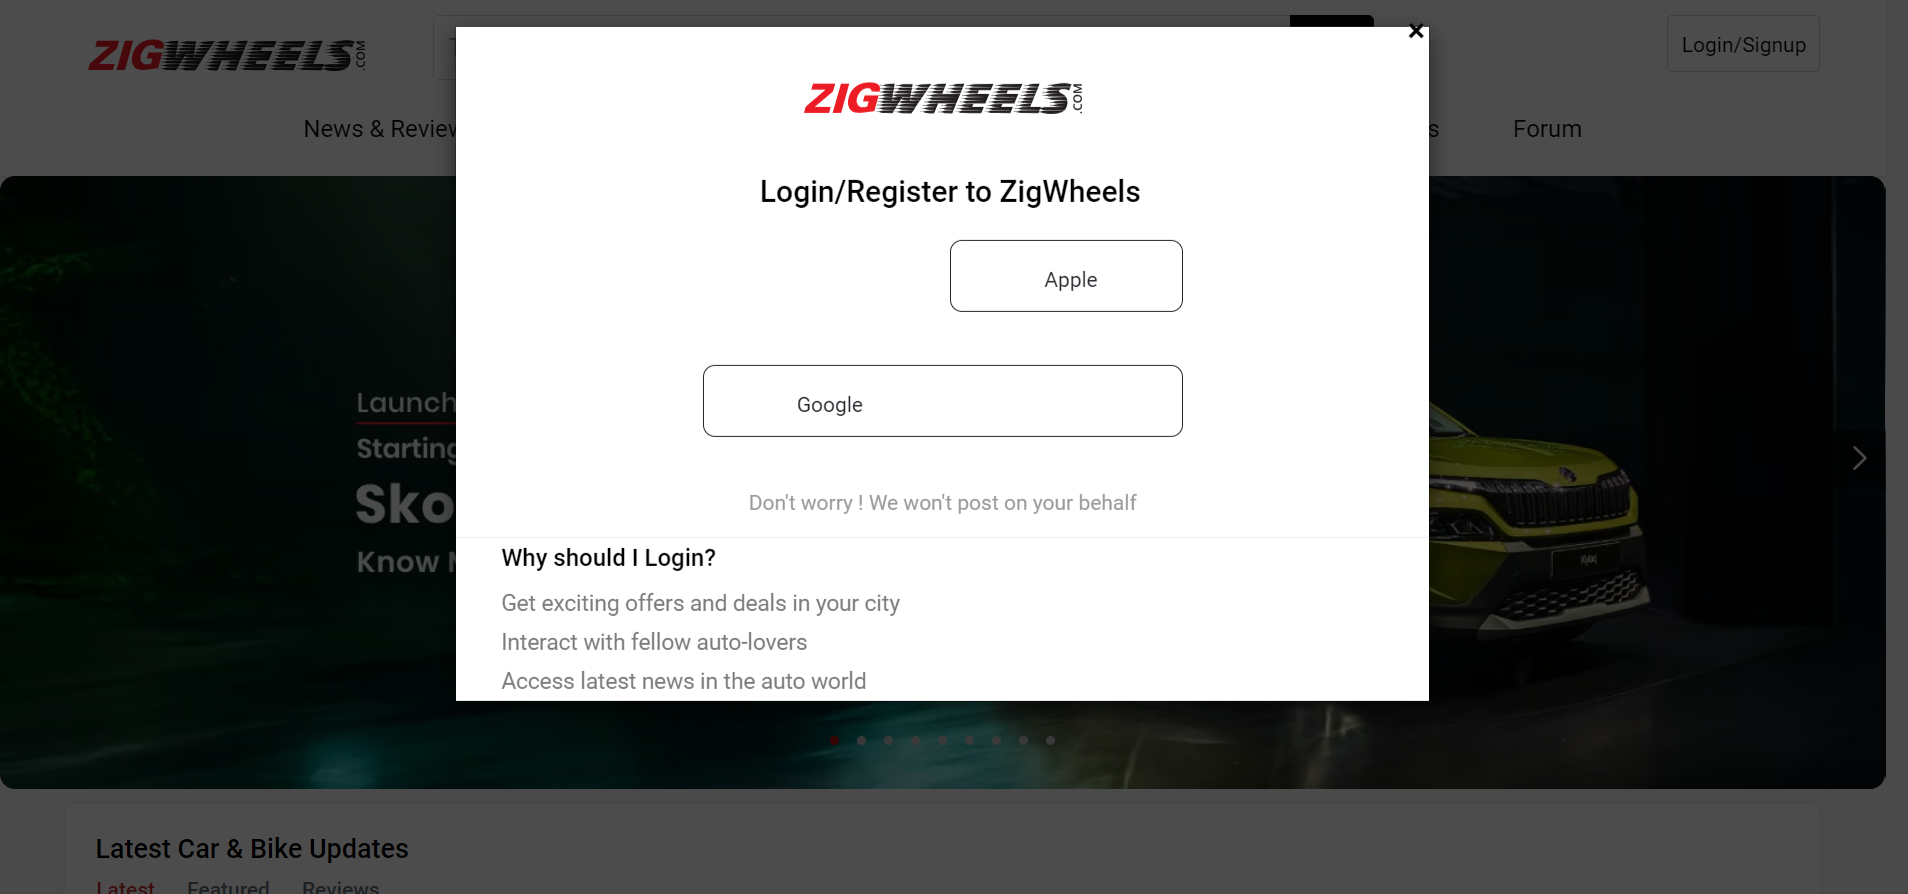 ZIGWHEELS.COM
Login/Signup
News & Review
s
Forum
ZIGWHEELS.COM
Login/Register to ZigWheels
Apple
Google
Don't worry ! We won't post on your behalf
Why should I Login?
Get exciting offers and deals in your city
Interact with fellow auto-lovers
Access latest news in the auto world
Launch
Starting
Sko
Know
Kylaq
Latest Car & Bike Updates
Latest Featured Reviews